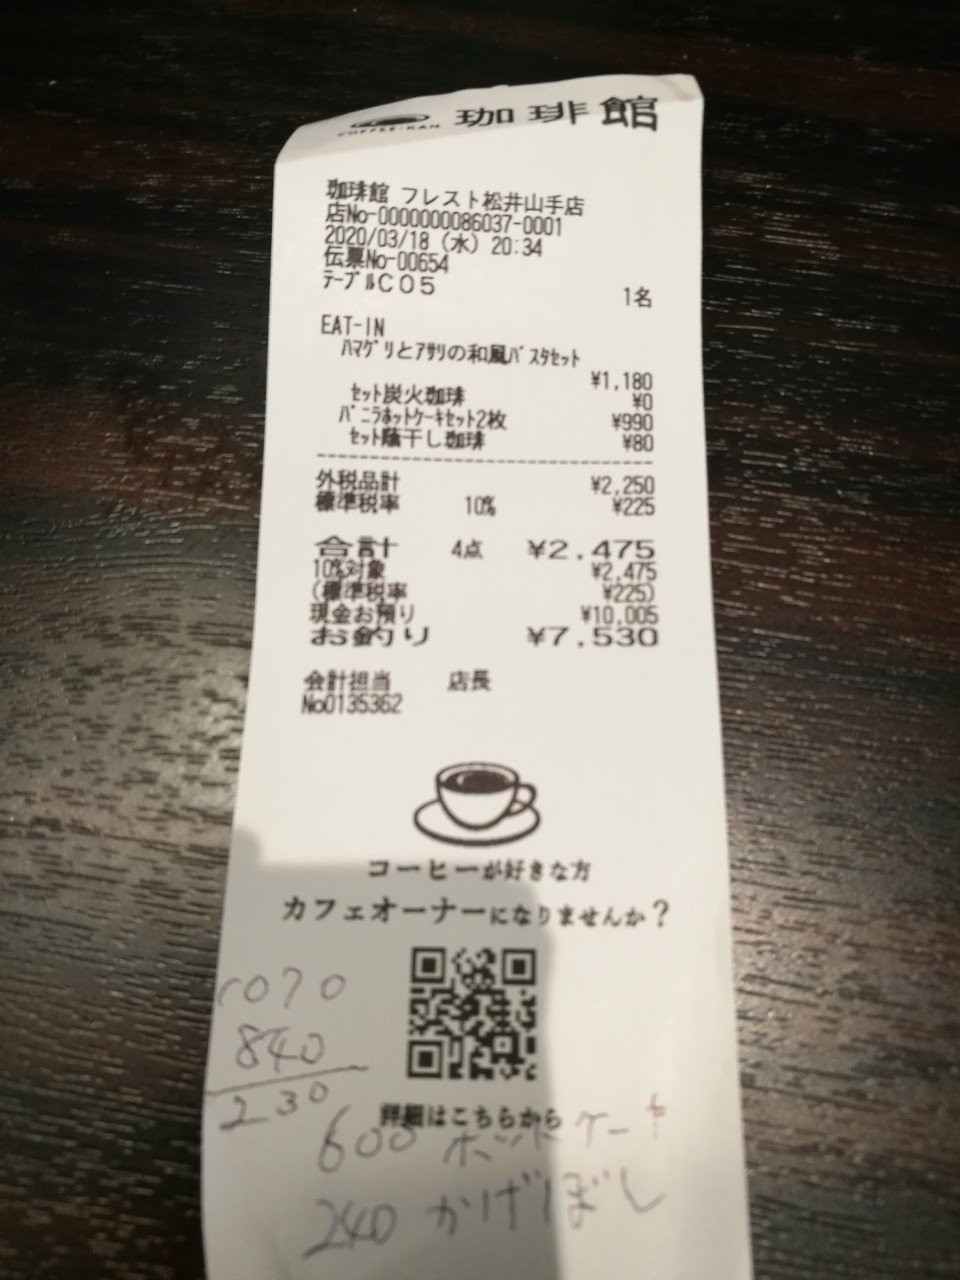 COFFEE-KAN 珈琲館
珈琲館 フレスト松井山手店
店No-0000000086037-0001
2020/03/18 (水) 20:34
伝票No-00654
ﾃｰﾌﾞﾙC05
1名
EAT-IN
ﾊﾏｸﾞﾘとｱｻﾘの和風ﾊﾟｽﾀｾｯﾄ
¥1,180
ｾｯﾄ炭火珈琲 ¥0
ﾊﾞﾆﾗﾎｯﾄｹｰｷｾｯﾄ2枚 ¥990
ｾｯﾄ蔭干し珈琲 ¥80
外税品計 ¥2,250
標準税率 10% ¥225
合計 4点 ¥2,475
10%対象 ¥2,475
(標準税率 ¥225)
現金お預り ¥10,005
お釣り ¥7,530
会計担当 店長
No0135362
コーヒーが好きな方
カフェオーナーになりませんか？
1070
840
230
詳細はこちらから
600 ホットケーキ
240 かげぼし